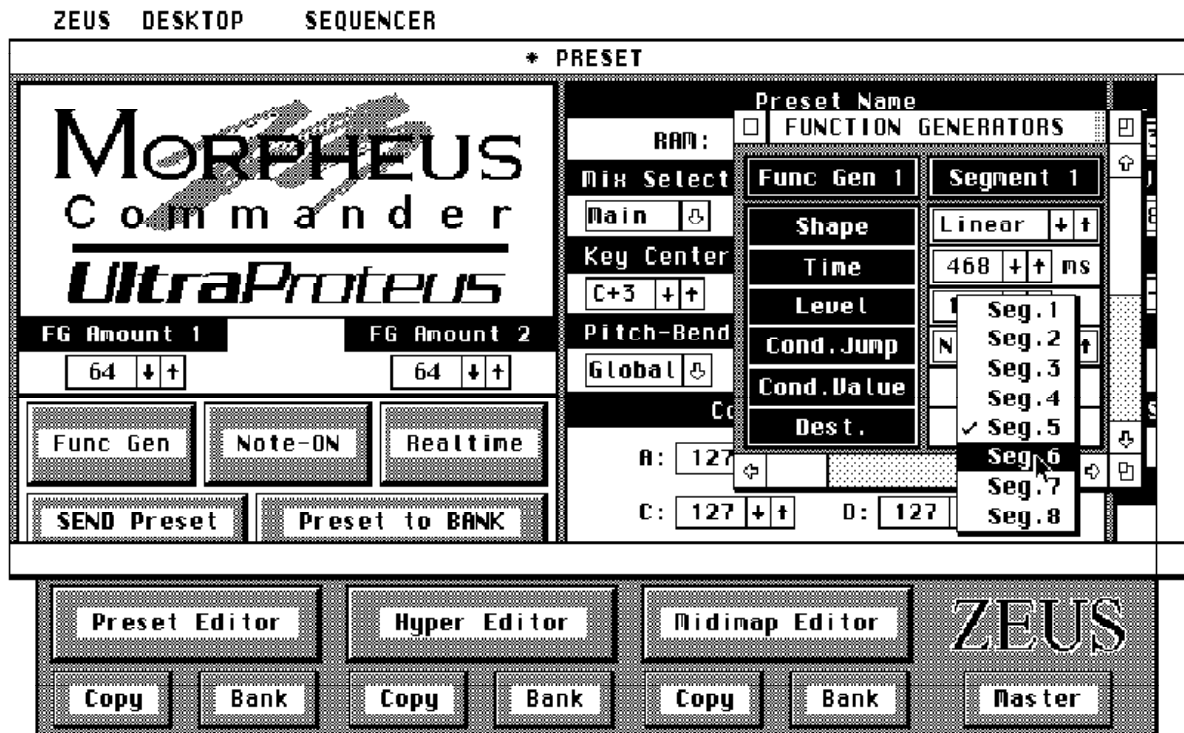 ZEUS DESKTOP SEQUENCER
* PRESET
MORPHEUS
Commander
UltraProteus
FG Amount 1
FG Amount 2
64
64
Func Gen
Note-ON
Realtime
SEND Preset
Preset to BANK
Preset Name
RAM:
Mix Select
Main
Key Center
C+3
Pitch-Bend
Global
A: 127
C: 127
D: 127
FUNCTION GENERATORS
Func Gen 1
Segment 1
Shape
Linear
Time
468 ms
Level
Cond.Jump
Cond.Value
Dest.
Seg.1
Seg.2
Seg.3
Seg.4
✓ Seg.5
Seg.6
Seg.7
Seg.8
Preset Editor
Hyper Editor
Midimap Editor
ZEUS
Copy
Bank
Copy
Bank
Copy
Bank
Master